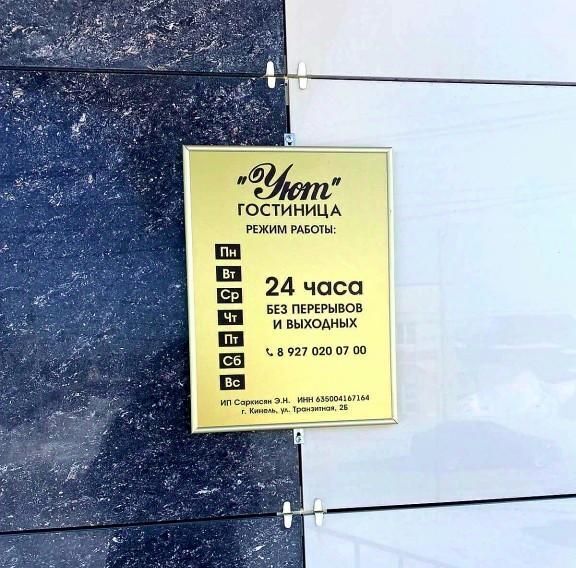 "Уют"
ГОСТИНИЦА
РЕЖИМ РАБОТЫ:
Пн
Вт
Ср
Чт
Пт
Сб
Вс
24 часа
БЕЗ ПЕРЕРЫВОВ
И ВЫХОДНЫХ
8 927 020 07 00
ИП Саркисян Э.Н. ИНН 635004167164
г. Кинель, ул. Транзитная, 2Б